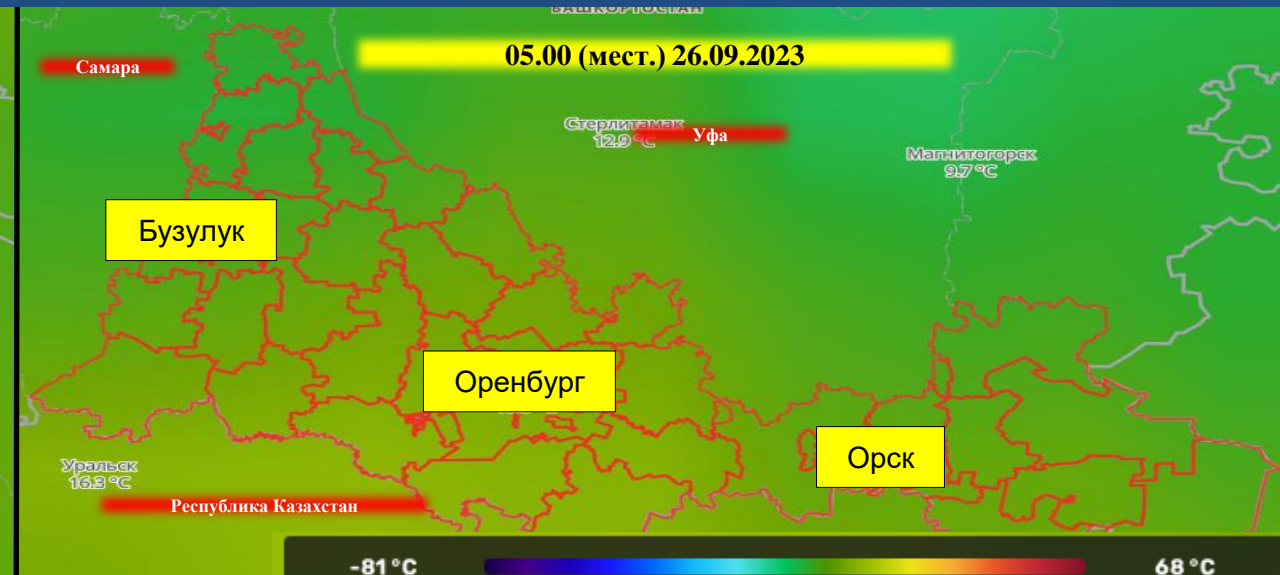 БАШКОРТОСТАН
05.00 (мест.) 26.09.2023
Самара
Стерлитамак
12.9 °C
Уфа
Магнитогорск
9.7 °C
Бузулук
Оренбург
Орск
Уральск
16.3 °C
Республика Казахстан
-81 °C
68 °C